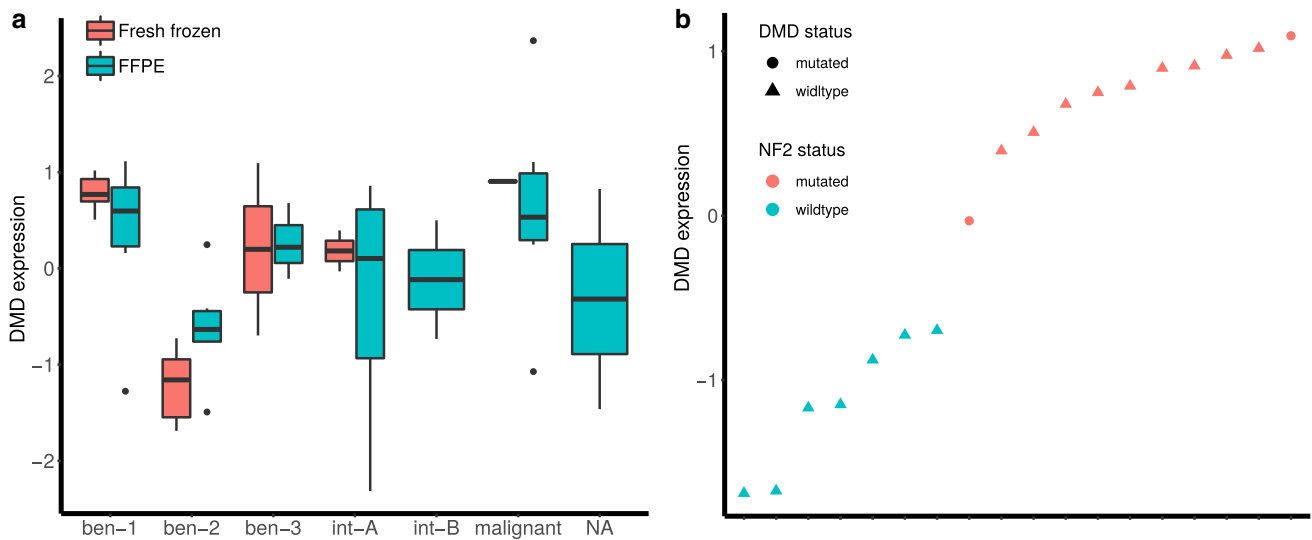 a
Fresh frozen
FFPE
DMD expression
2
1
0
−1
−2
ben−1 ben−2 ben−3 int−A int−B malignant NA
b
DMD status
mutated
widltype
NF2 status
mutated
wildtype
DMD expression
1
0
−1